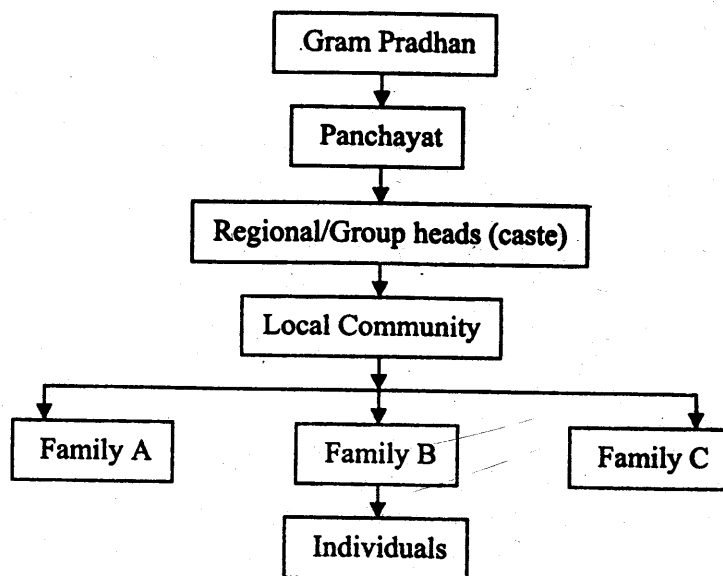 Gram Pradhan
Panchayat
Regional/Group heads (caste)
Local Community
Family A
Family B
Family C
Individuals